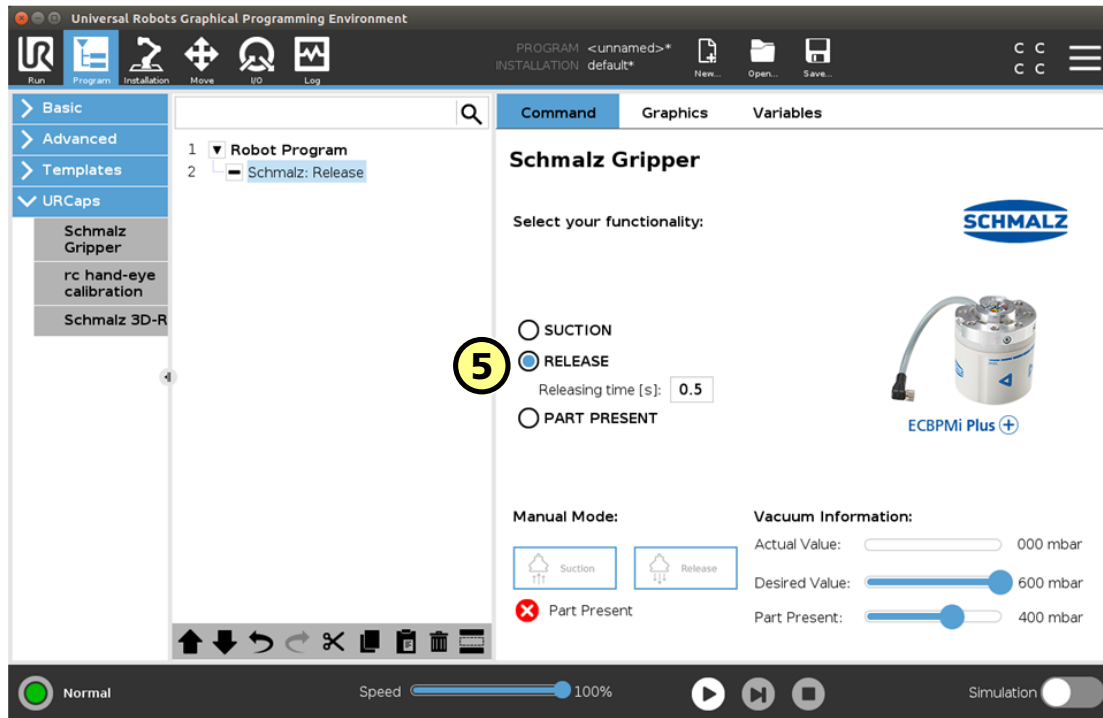 Universal Robots Graphical Programming Environment
UR
Run
Program
Installation
Move
I/O
Log
PROGRAM <unnamed>*
INSTALLATION default*
New...
Open...
Save...
C C
C C
Basic
Advanced
Templates
URCaps
Schmalz
Gripper
rc hand-eye
calibration
Schmalz 3D-R
1 Robot Program
2 Schmalz: Release
Command Graphics Variables
Schmalz Gripper
Select your functionality:
SCHMALZ
SUCTION
5
RELEASE
Releasing time [s]: 0.5
PART PRESENT
ECBPMi Plus
Manual Mode:
Suction
Release
Part Present
Vacuum Information:
Actual Value: 000 mbar
Desired Value: 600 mbar
Part Present: 400 mbar
Normal
Speed 100%
Simulation